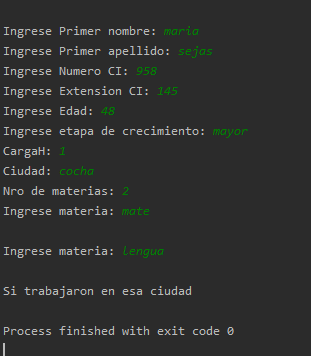 Ingrese Primer nombre: maria
Ingrese Primer apellido: sejas
Ingrese Numero CI: 958
Ingrese Extension CI: 145
Ingrese Edad: 48
Ingrese etapa de crecimiento: mayor
CargaH: 1
Ciudad: cocha
Nro de materias: 2
Ingrese materia: mate
Ingrese materia: lengua
Si trabajaron en esa ciudad
Process finished with exit code 0